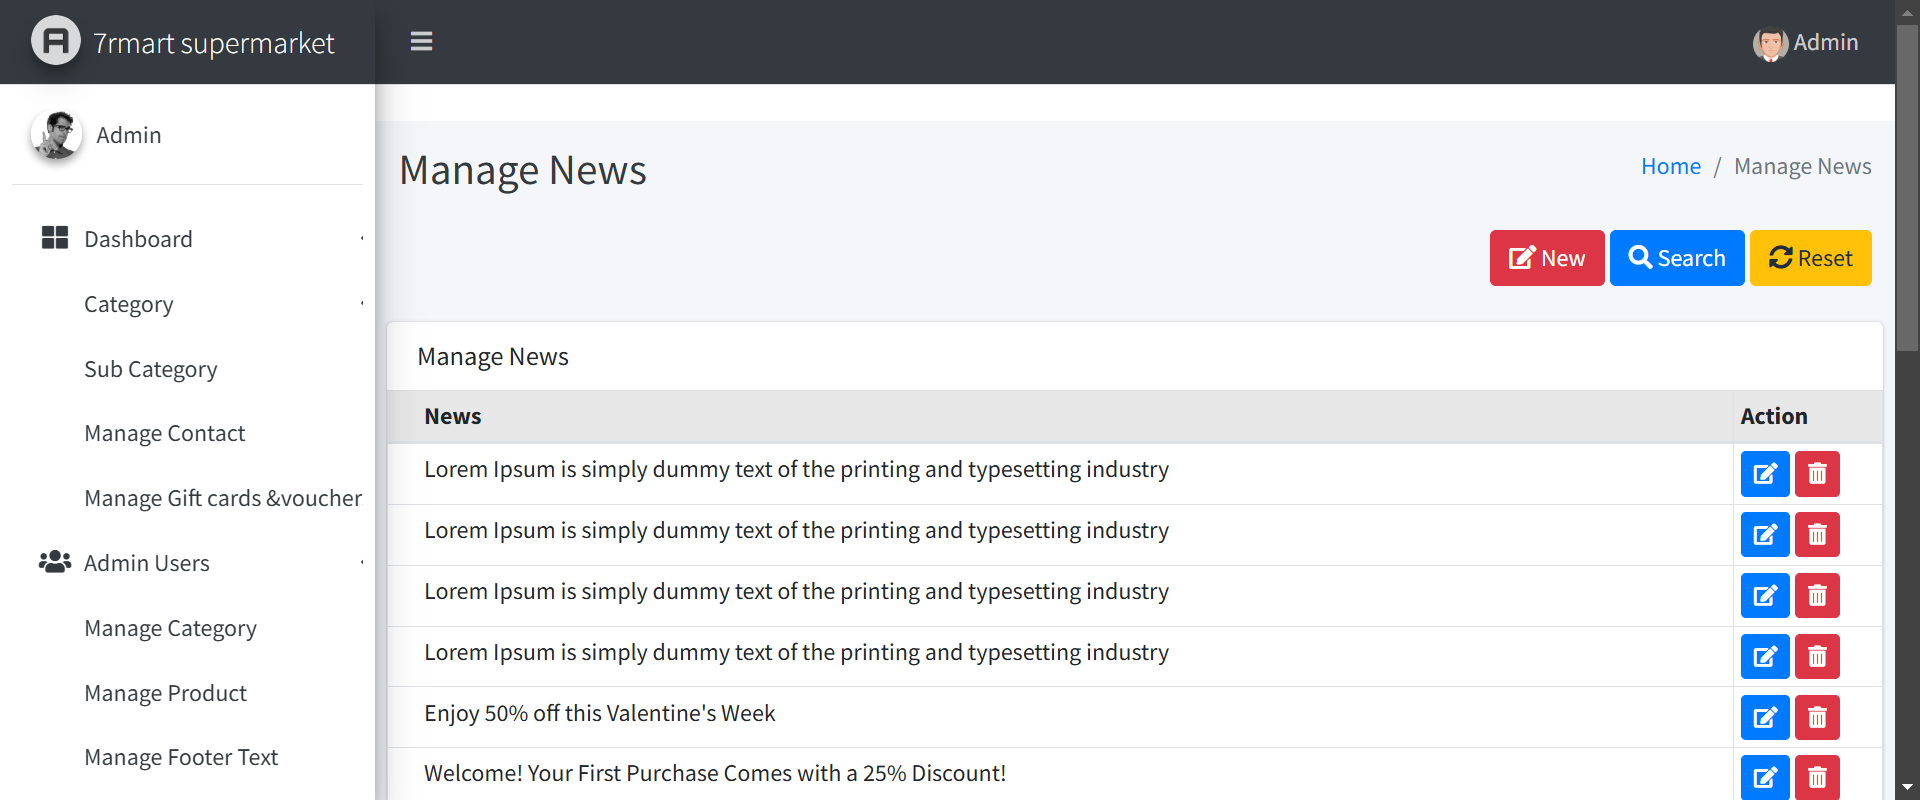 7rmart supermarket
Admin
Admin
Dashboard
Category
Sub Category
Manage Contact
Manage Gift cards &voucher
Admin Users
Manage Category
Manage Product
Manage Footer Text
Manage News
Home / Manage News
New Search Reset
Manage News
News Action
Lorem Ipsum is simply dummy text of the printing and typesetting industry
Lorem Ipsum is simply dummy text of the printing and typesetting industry
Lorem Ipsum is simply dummy text of the printing and typesetting industry
Lorem Ipsum is simply dummy text of the printing and typesetting industry
Enjoy 50% off this Valentine's Week
Welcome! Your First Purchase Comes with a 25% Discount!